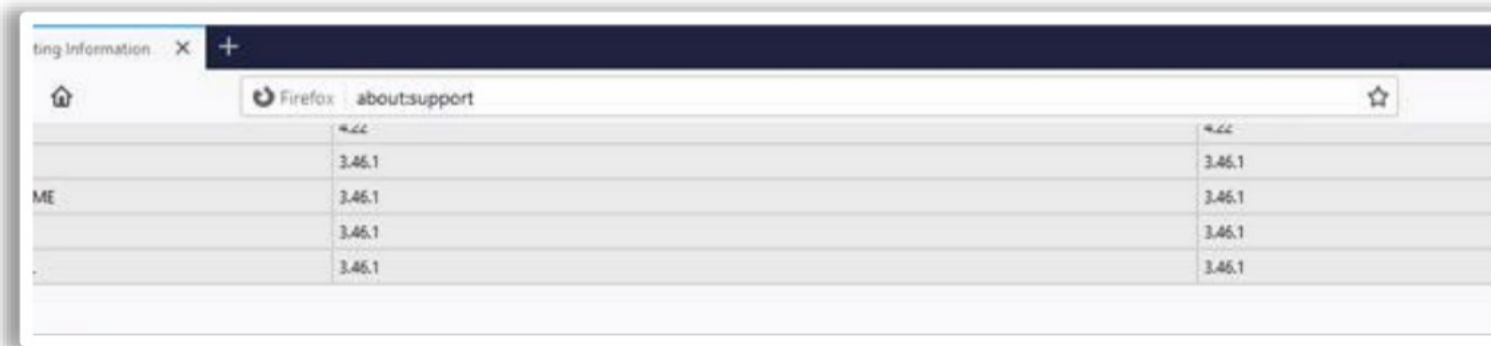 ting Information × +
Firefox about:support
4.22 4.22
3.46.1 3.46.1
ME 3.46.1 3.46.1
3.46.1 3.46.1
. 3.46.1 3.46.1